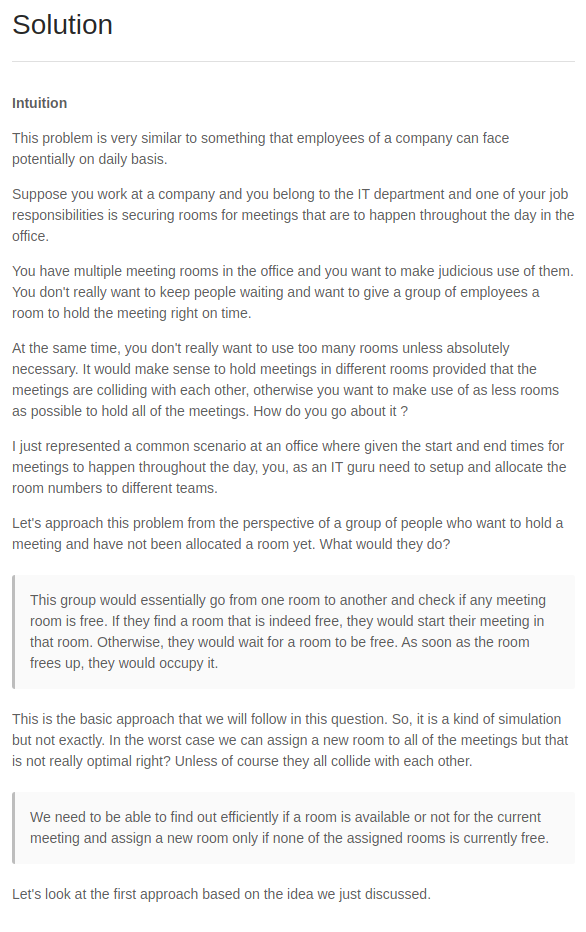 Solution
Intuition
This problem is very similar to something that employees of a company can face
potentially on daily basis.
Suppose you work at a company and you belong to the IT department and one of your job
responsibilities is securing rooms for meetings that are to happen throughout the day in the
office.
You have multiple meeting rooms in the office and you want to make judicious use of them.
You don't really want to keep people waiting and want to give a group of employees a
room to hold the meeting right on time.
At the same time, you don't really want to use too many rooms unless absolutely
necessary. It would make sense to hold meetings in different rooms provided that the
meetings are colliding with each other, otherwise you want to make use of as less rooms
as possible to hold all of the meetings. How do you go about it ?
I just represented a common scenario at an office where given the start and end times for
meetings to happen throughout the day, you, as an IT guru need to setup and allocate the
room numbers to different teams.
Let's approach this problem from the perspective of a group of people who want to hold a
meeting and have not been allocated a room yet. What would they do?
This group would essentially go from one room to another and check if any meeting
room is free. If they find a room that is indeed free, they would start their meeting in
that room. Otherwise, they would wait for a room to be free. As soon as the room
frees up, they would occupy it.
This is the basic approach that we will follow in this question. So, it is a kind of simulation
but not exactly. In the worst case we can assign a new room to all of the meetings but that
is not really optimal right? Unless of course they all collide with each other.
We need to be able to find out efficiently if a room is available or not for the current
meeting and assign a new room only if none of the assigned rooms is currently free.
Let's look at the first approach based on the idea we just discussed.